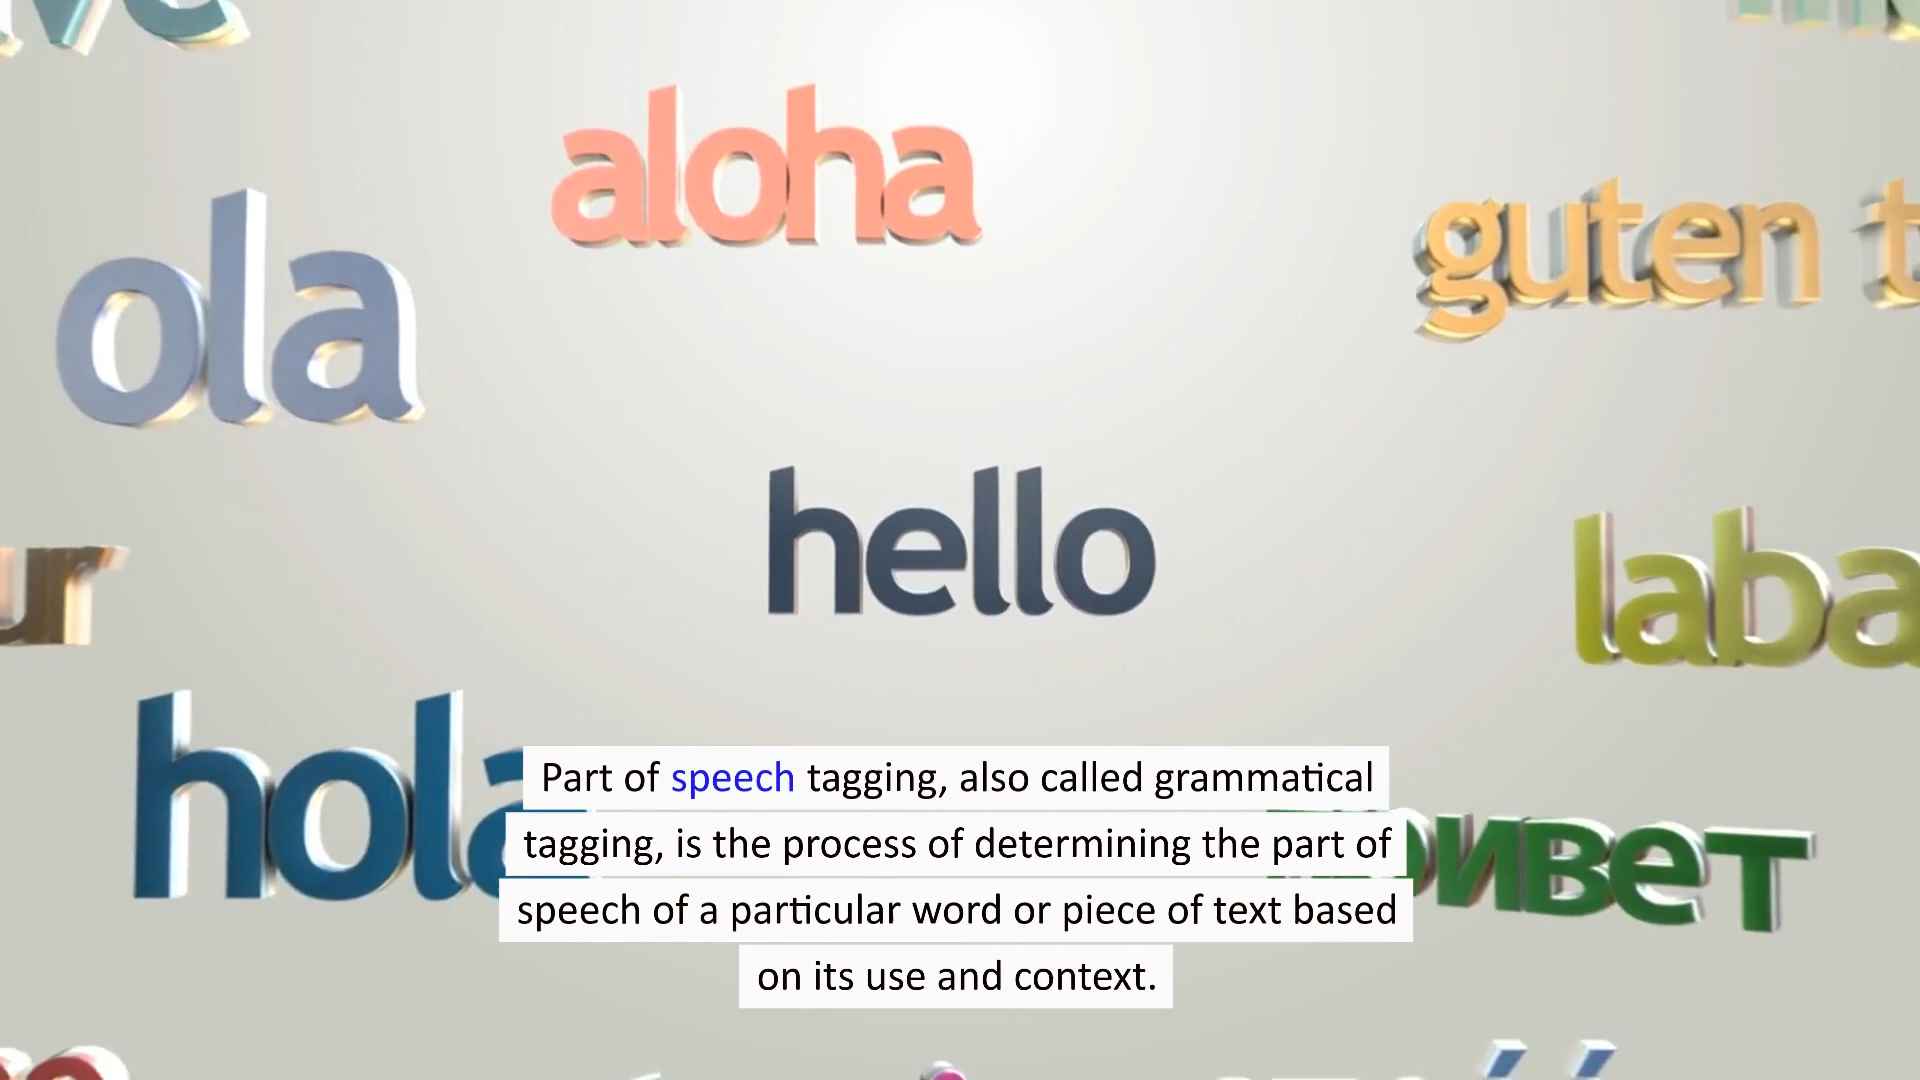 aloha
ola
guten
hello
hola
Part of speech tagging, also called grammatical
tagging, is the process of determining the part of
speech of a particular word or piece of text based
on its use and context.